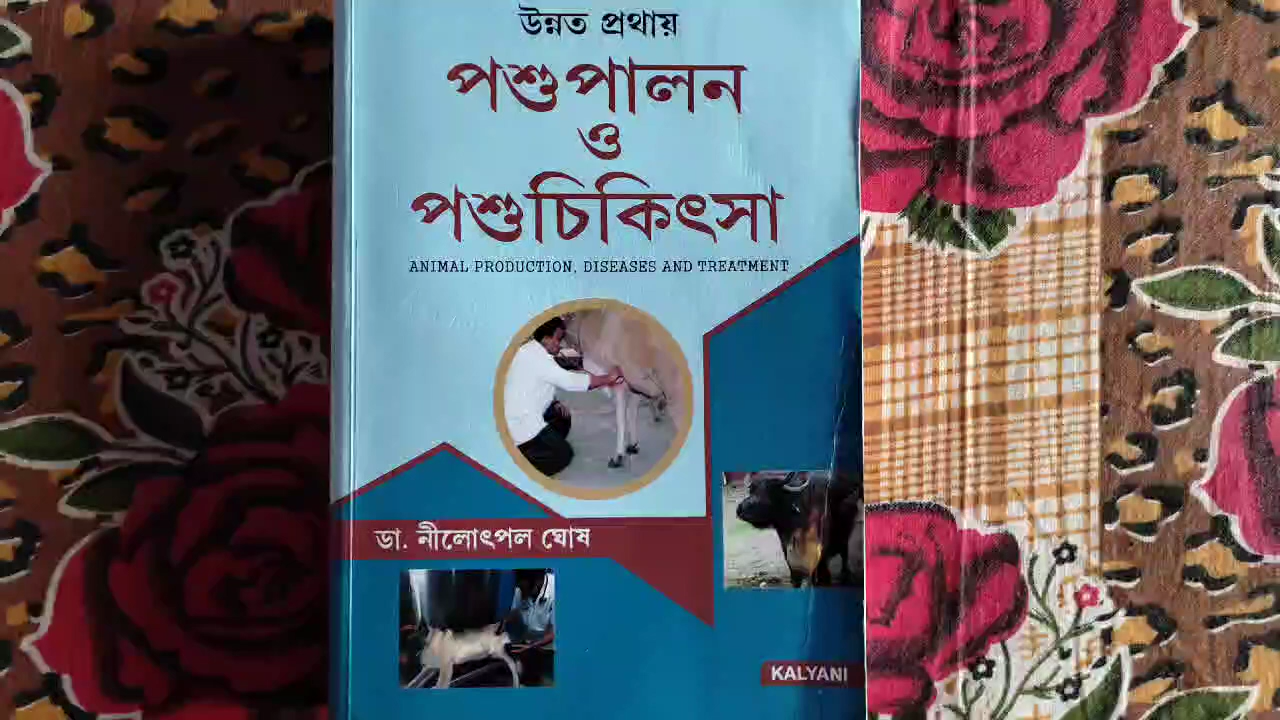 উন্নত প্রথায়
পশুপালন
ও
পশুচিকিৎসা
ANIMAL PRODUCTION, DISEASES AND TREATMENT
ডা. নীলোৎপল ঘোষ
KALYANI